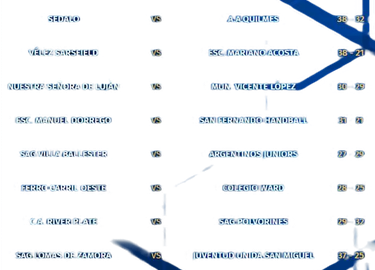 SEDALO VS A.A QUILMES 38 - 32
VÉLEZ SARSFIELD VS ESC. MARIANO ACOSTA 38 - 21
NUESTRA SEÑORA DE LUJÁN VS MUN. VICENTE LÓPEZ 30 - 29
ESC. MANUEL DORREGO VS SAN FERNANDO HANDBALL 31 - 21
SAG VILLA BALLESTER VS ARGENTINOS JUNIORS 27 - 29
FERRO CARRIL OESTE VS COLEGIO WARD 28 - 25
C.A. RIVER PLATE VS SAG POLVORINES 29 - 32
SAG LOMAS DE ZAMORA VS JUVENTUD UNIDA SAN MIGUEL 37 - 25